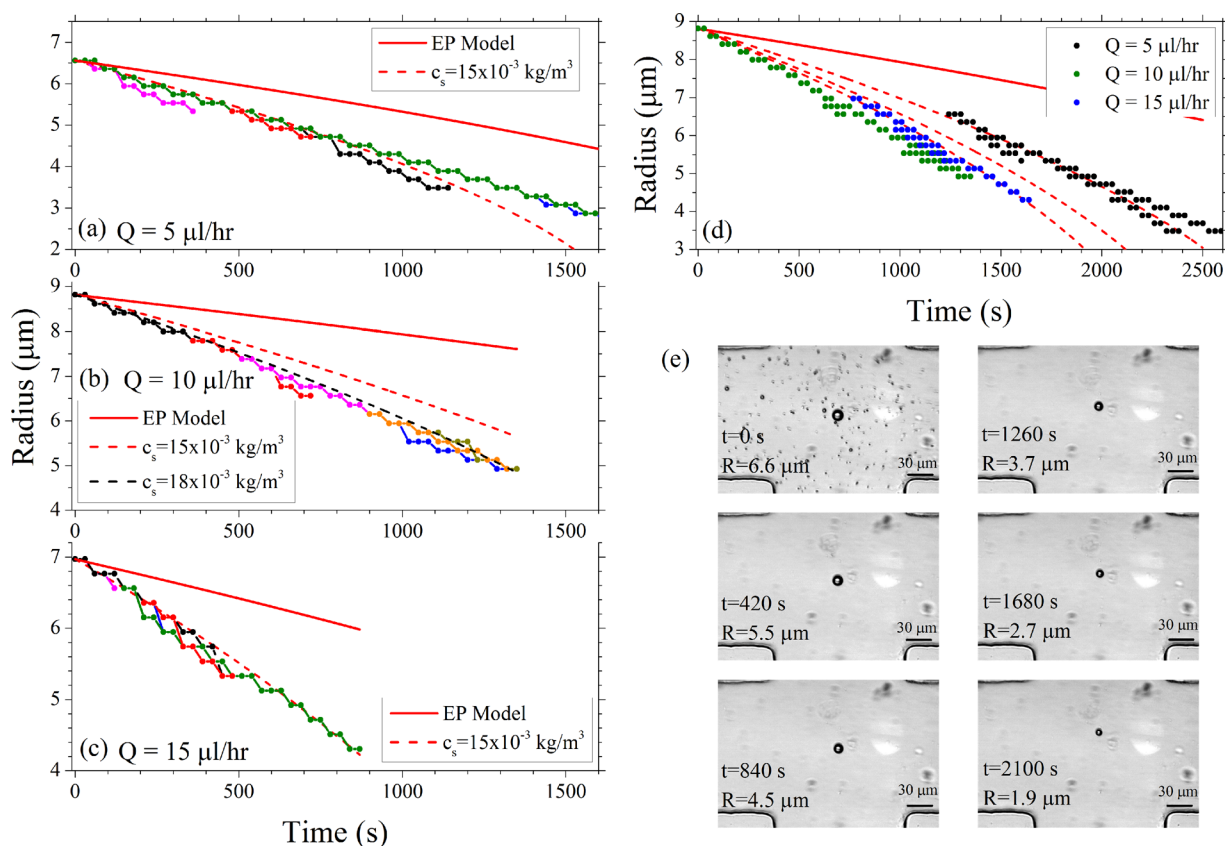 7
6
5
4
3
2
EP Model
c_s=15x10⁻³ kg/m³
(a) Q = 5 μl/hr
0
500
1000
1500
9
8
7
6
5
4
(b) Q = 10 μl/hr
EP Model
c_s=15x10⁻³ kg/m³
c_s=18x10⁻³ kg/m³
0
500
1000
1500
Radius (μm)
7
6
5
4
EP Model
c_s=15x10⁻³ kg/m³
(c) Q = 15 μl/hr
0
500
1000
1500
Time (s)
9
8
7
6
5
4
3
Radius (μm)
Q = 5 μl/hr
Q = 10 μl/hr
Q = 15 μl/hr
(d)
0
500
1000
1500
2000
2500
Time (s)
(e)
t=0 s
R=6.6 μm
30 μm
t=1260 s
R=3.7 μm
30 μm
t=420 s
R=5.5 μm
30 μm
t=1680 s
R=2.7 μm
30 μm
t=840 s
R=4.5 μm
30 μm
t=2100 s
R=1.9 μm
30 μm